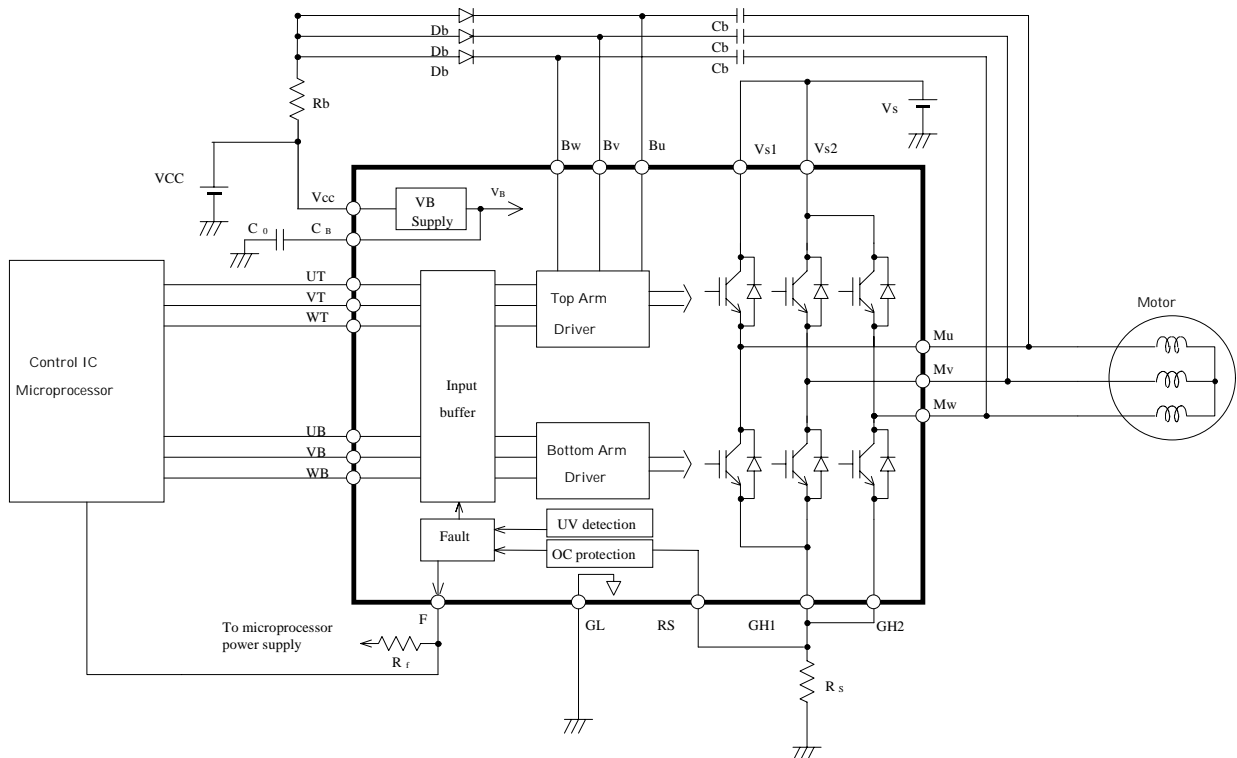 Db
Cb
Db
Cb
Db
Cb
Rb
Vs
Bw
Bv
Bu
Vs1
Vs2
VCC
Vcc
VB
Supply
VB
C0
CB
UT
VT
WT
Top Arm
Driver
Motor
Mu
Control IC
Microprocessor
Input
buffer
Mv
Mw
UB
VB
WB
Bottom Arm
Driver
UV detection
Fault
OC protection
F
GL
RS
GH1
GH2
To microprocessor
power supply
Rf
Rs